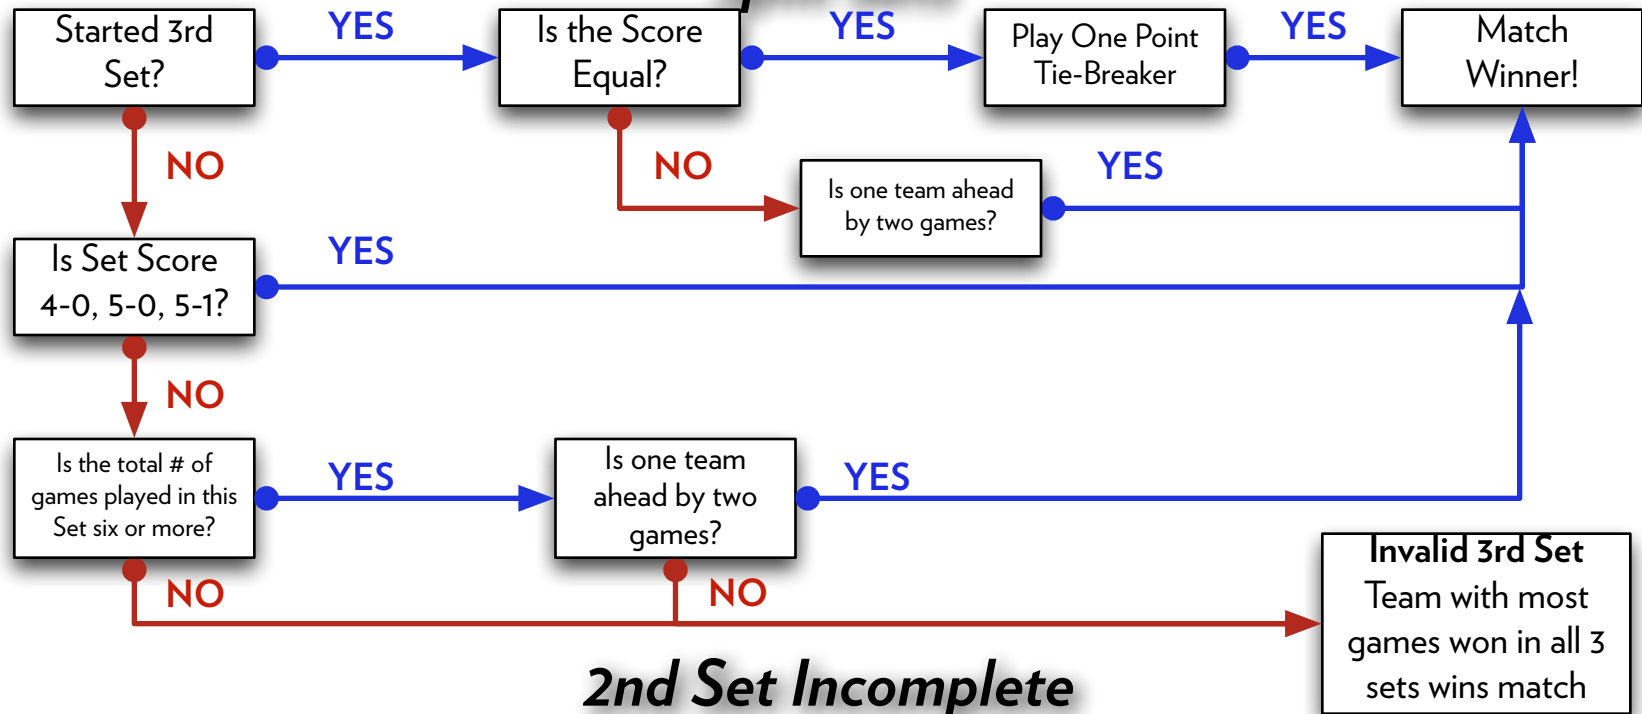 Started 3rd
Set?
YES
Is the Score
Equal?
YES
Play One Point
Tie-Breaker
YES
Match
Winner!
NO
NO
Is one team ahead
by two games?
YES
Is Set Score
4-0, 5-0, 5-1?
YES
NO
Is the total # of
games played in this
Set six or more?
YES
Is one team
ahead by two
games?
YES
NO
NO
Invalid 3rd Set
Team with most
games won in all 3
sets wins match
2nd Set Incomplete